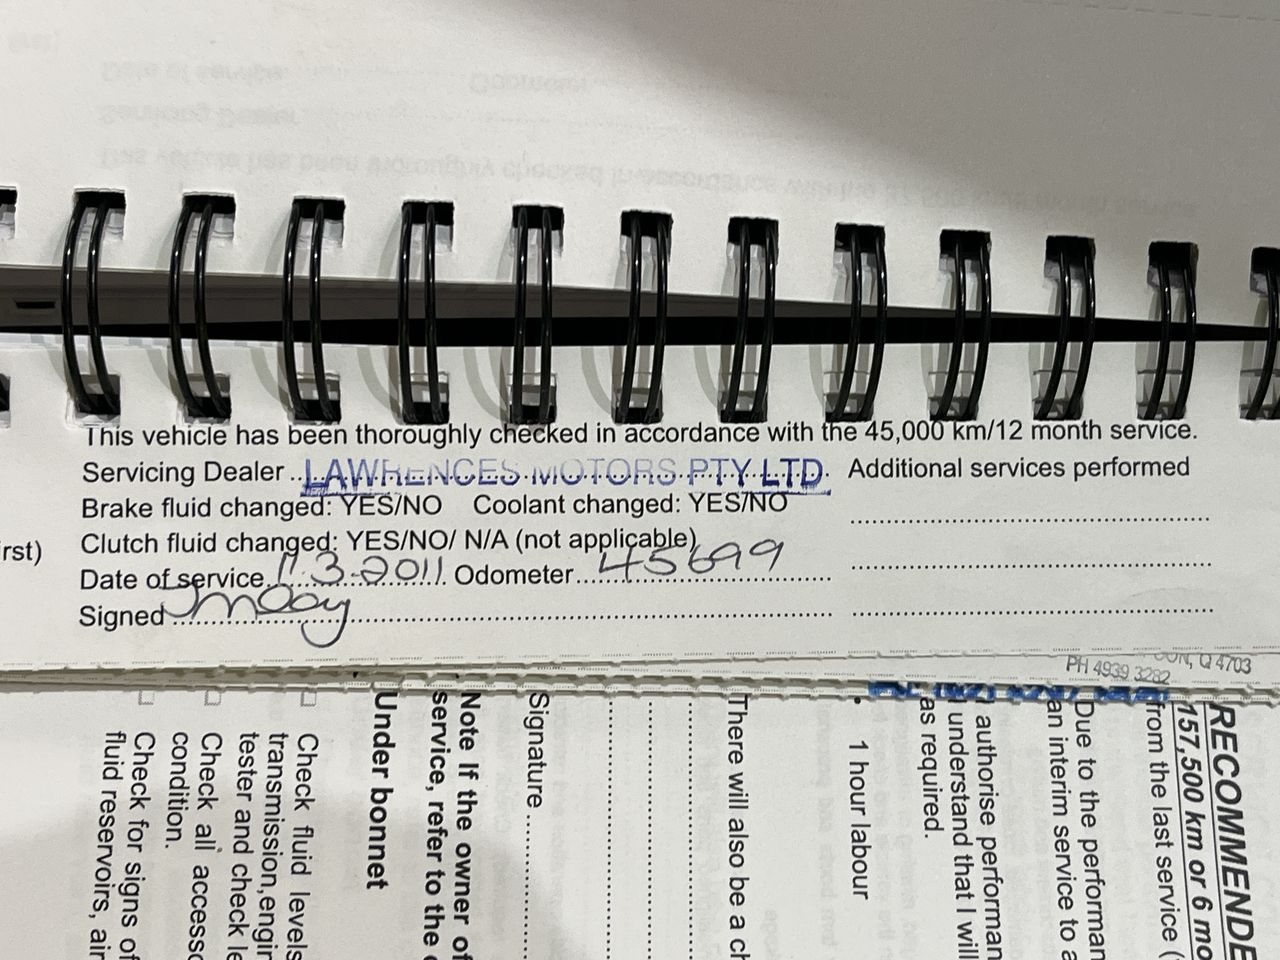 This vehicle has been thoroughly checked in accordance with the 45,000 km/12 month service.
Servicing Dealer LAWRENCES MOTORS PTY LTD. Additional services performed
Brake fluid changed: YES/NO Coolant changed: YES/NO
Clutch fluid changed: YES/NO/ N/A (not applicable)
rst)
Date of service 11.3.2011 Odometer 45699
Signed
PH 4939 3282
Q 4703
RECOMMENDE
157,500 km or 6 mo
from the last service (
Due to the performan
an interim service to a
authorise performan
I understand that I will
as required.
• 1 hour labour
There will also be a ch
Signature
Note If the owner of
service, refer to the
Under bonnet
Check fluid levels
transmission,engin
tester and check le
Check all accesso
condition.
Check for signs of
fluid reservoirs, air